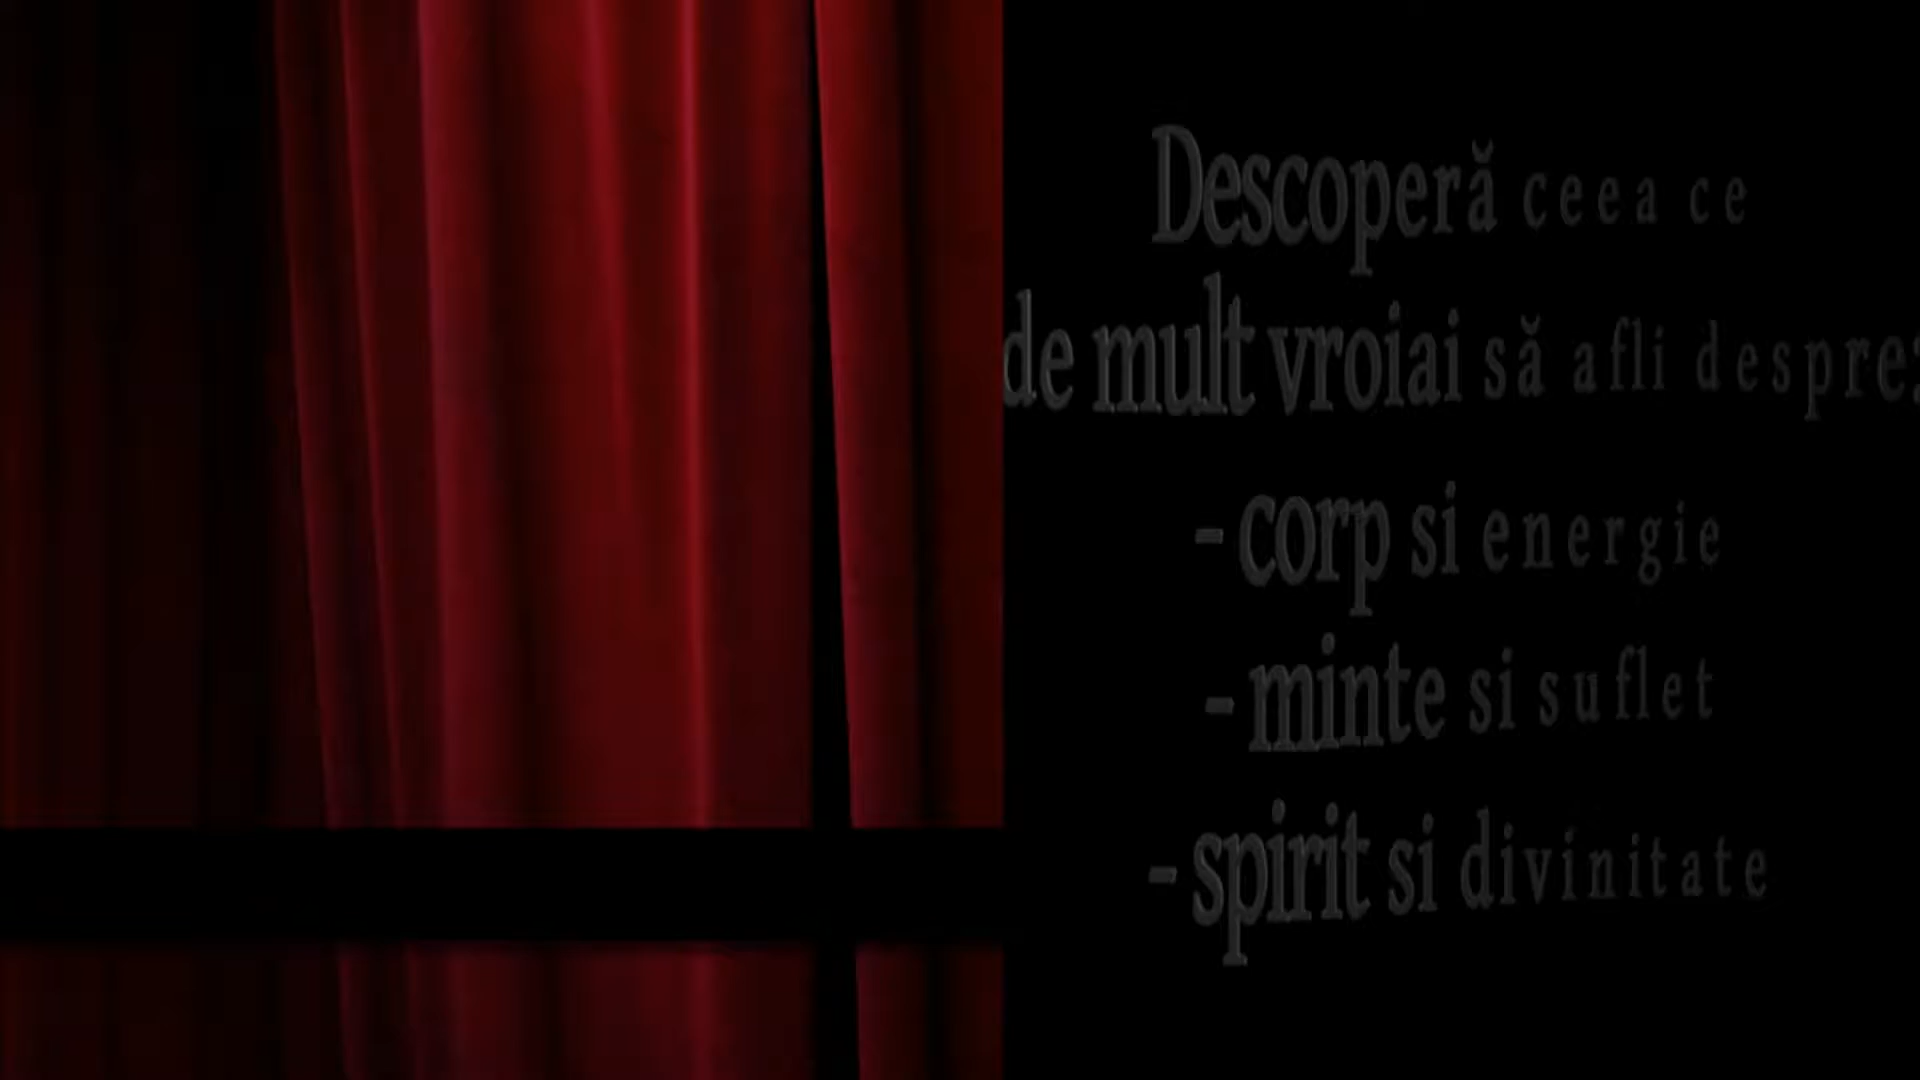 Descoperă ceea ce
de mult vroiai să afli despre:
- corp si energie
- minte si suflet
- spirit si divinitate